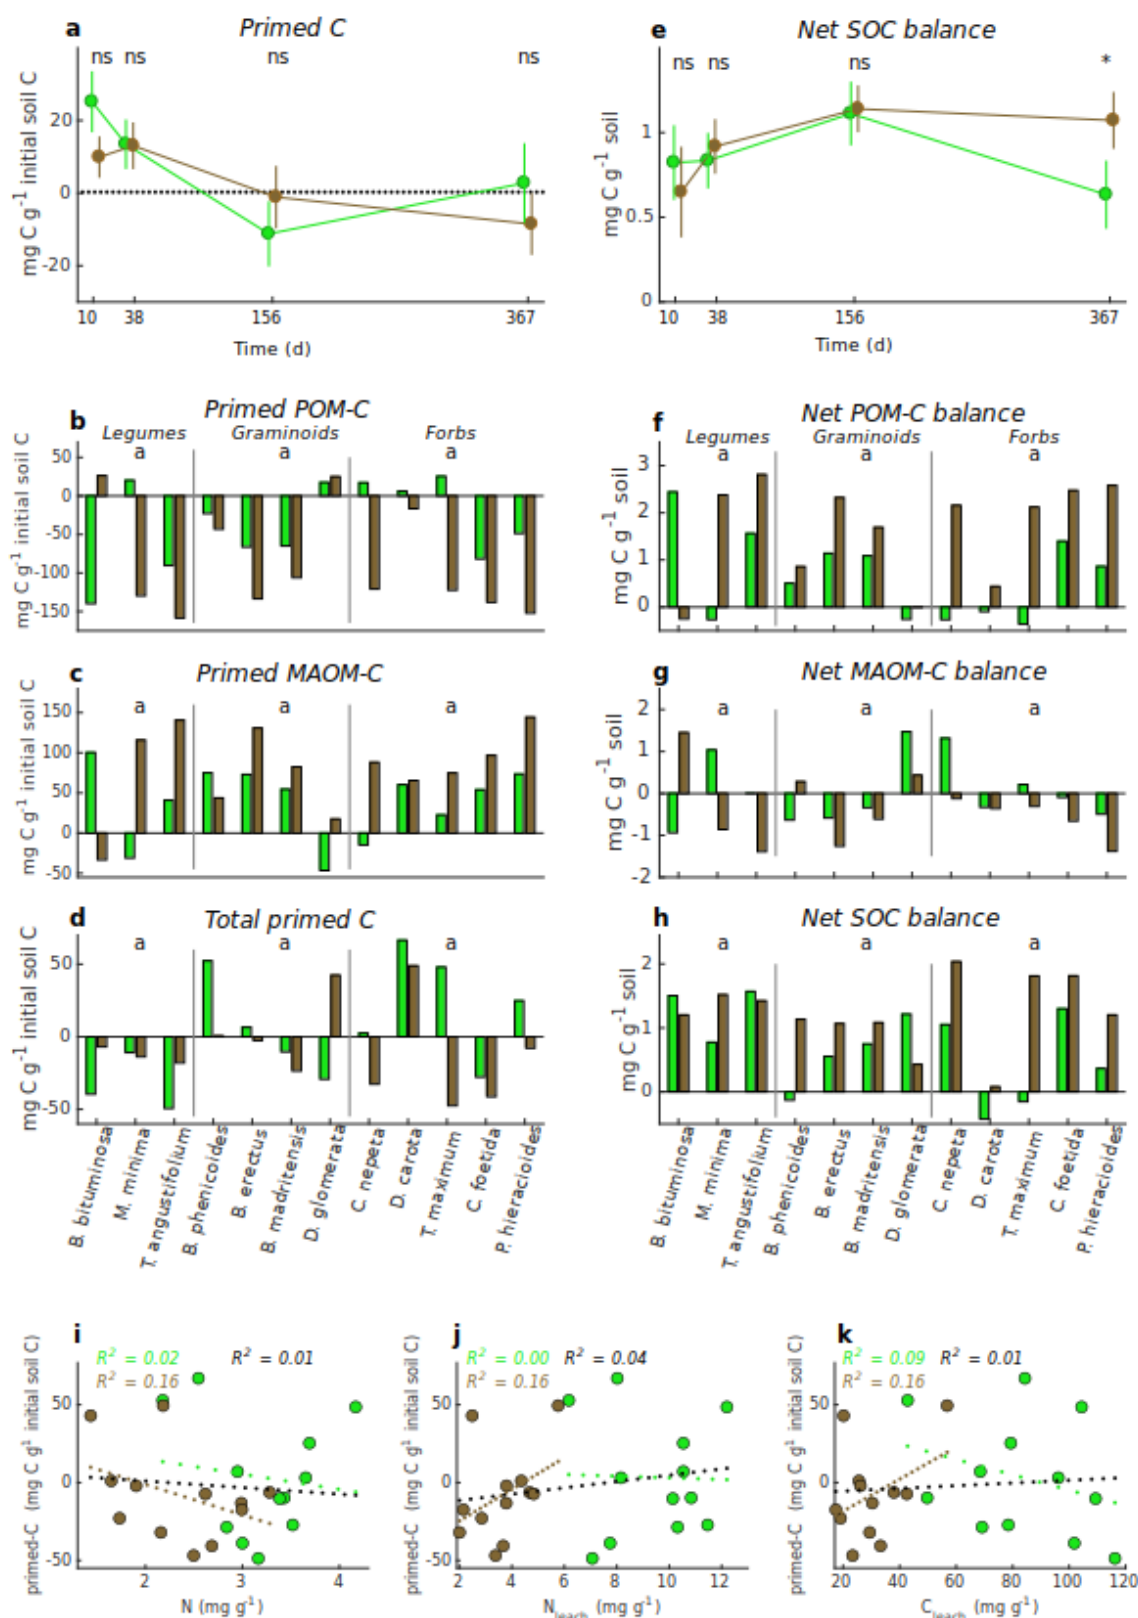 a Primed C
ns ns ns ns
mg C g⁻¹ initial soil C
20
0
-20
10 38 156 367
Time (d)
e Net SOC balance
ns ns ns *
mg C g⁻¹ soil
1
0.5
0
10 38 156 367
Time (d)
b Primed POM-C
Legumes Graminoids Forbs
a a a
mg C g⁻¹ initial soil C
50
0
-50
-100
-150
f Net POM-C balance
Legumes Graminoids Forbs
a a a
mg C g⁻¹ soil
3
2
1
0
c Primed MAOM-C
a a a
mg C g⁻¹ initial soil C
150
100
50
0
-50
g Net MAOM-C balance
a a a
mg C g⁻¹ soil
2
1
0
-1
-2
d Total primed C
a a a
mg C g⁻¹ initial soil C
50
0
-50
B. bituminosa
M. minima
T. angustifolium
B. phenicoides
B. erectus
B. madritensis
D. glomerata
C. nepeta
D. carota
T. maximum
C. foetida
P. hieracioides
h Net SOC balance
a a a
mg C g⁻¹ soil
2
1
0
B. bituminosa
M. minima
T. angustifolium
B. phenicoides
B. erectus
B. madritensis
D. glomerata
C. nepeta
D. carota
T. maximum
C. foetida
P. hieracioides
i
R² = 0.02 R² = 0.01
R² = 0.16
primed-C (mg C g¹ initial soil C)
50
0
-50
2 3 4
N (mg g⁻¹)
j
R² = 0.00 R² = 0.04
R² = 0.16
primed-C (mg C g¹ initial soil C)
50
0
-50
2 4 6 8 10 12
N leach (mg g⁻¹)
k
R² = 0.09 R² = 0.01
R² = 0.16
primed-C (mg C g¹ initial soil C)
50
0
-50
20 40 60 80 100 120
C leach (mg g⁻¹)